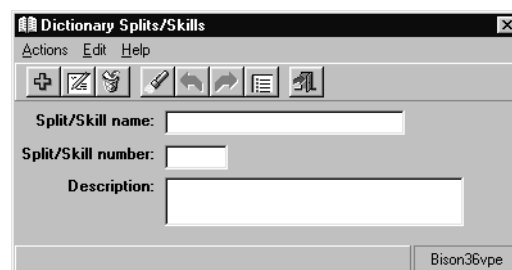 Dictionary Splits/Skills
Actions Edit Help
Split/Skill name:
Split/Skill number:
Description:
Bison36vpe